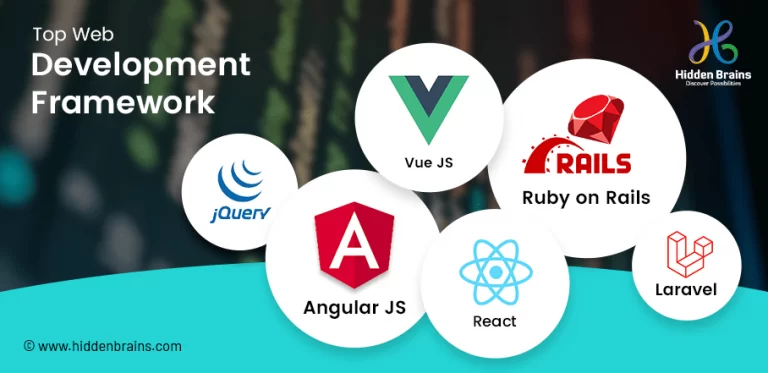 Top Web
Development
Framework
Hidden Brains
Discover Possibilities
Vue JS
RAILS
Ruby on Rails
jQuery
Angular JS
React
Laravel
© www.hiddenbrains.com